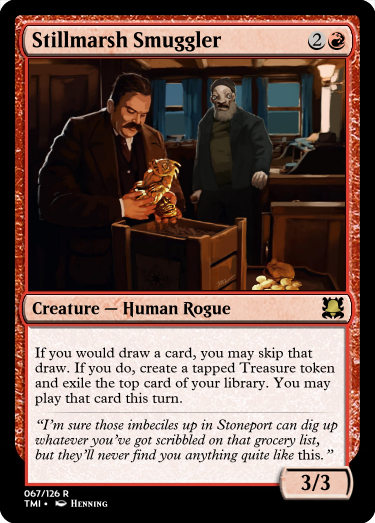 Stillmarsh Smuggler 2
Creature — Human Rogue
If you would draw a card, you may skip that
draw. If you do, create a tapped Treasure token
and exile the top card of your library. You may
play that card this turn.
“I’m sure those imbeciles up in Stoneport can dig up
whatever you’ve got scribbled on that grocery list,
but they’ll never find you anything quite like this.”
3/3
067/126 R
TMI • Henning